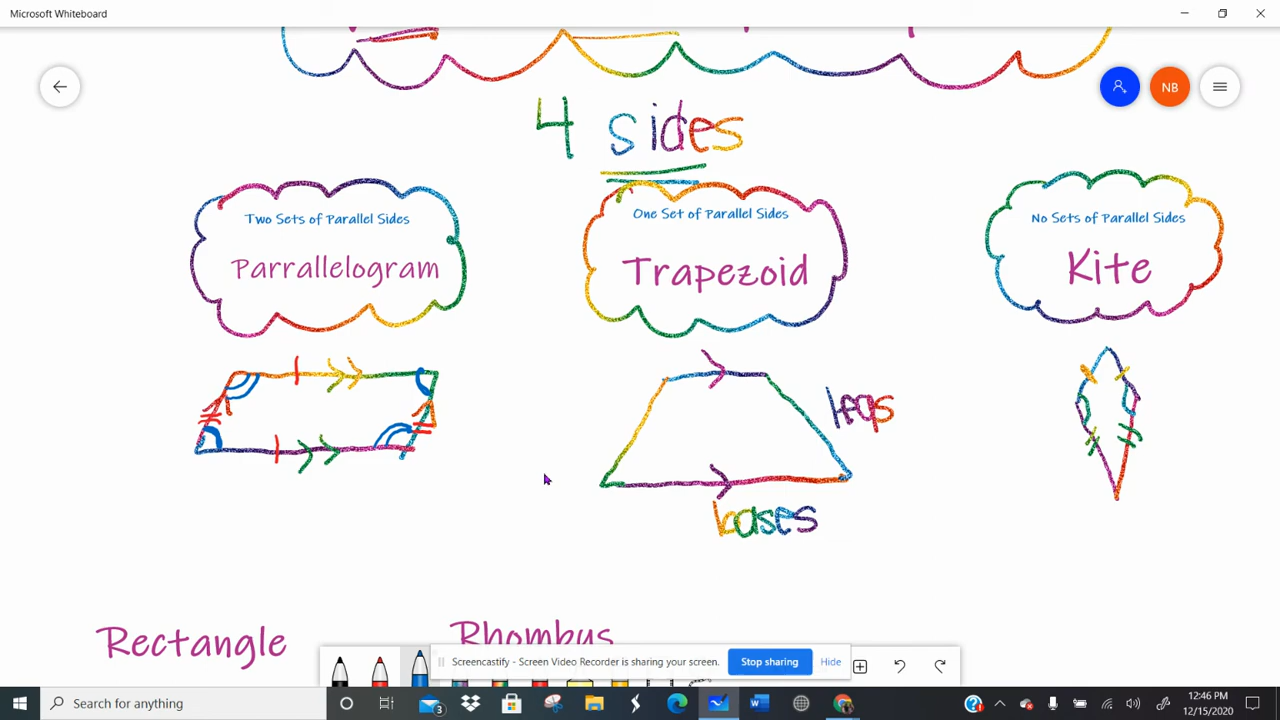 Microsoft Whiteboard
NB
4 sides
Two Sets of Parallel Sides
Parrallelogram
One Set of Parallel Sides
Trapezoid
No Sets of Parallel Sides
Kite
legs
bases
Rectangle
Rhombus
Screencastify - Screen Video Recorder is sharing your screen.
Stop sharing
Hide
Search for anything
3
12:46 PM
12/15/2020